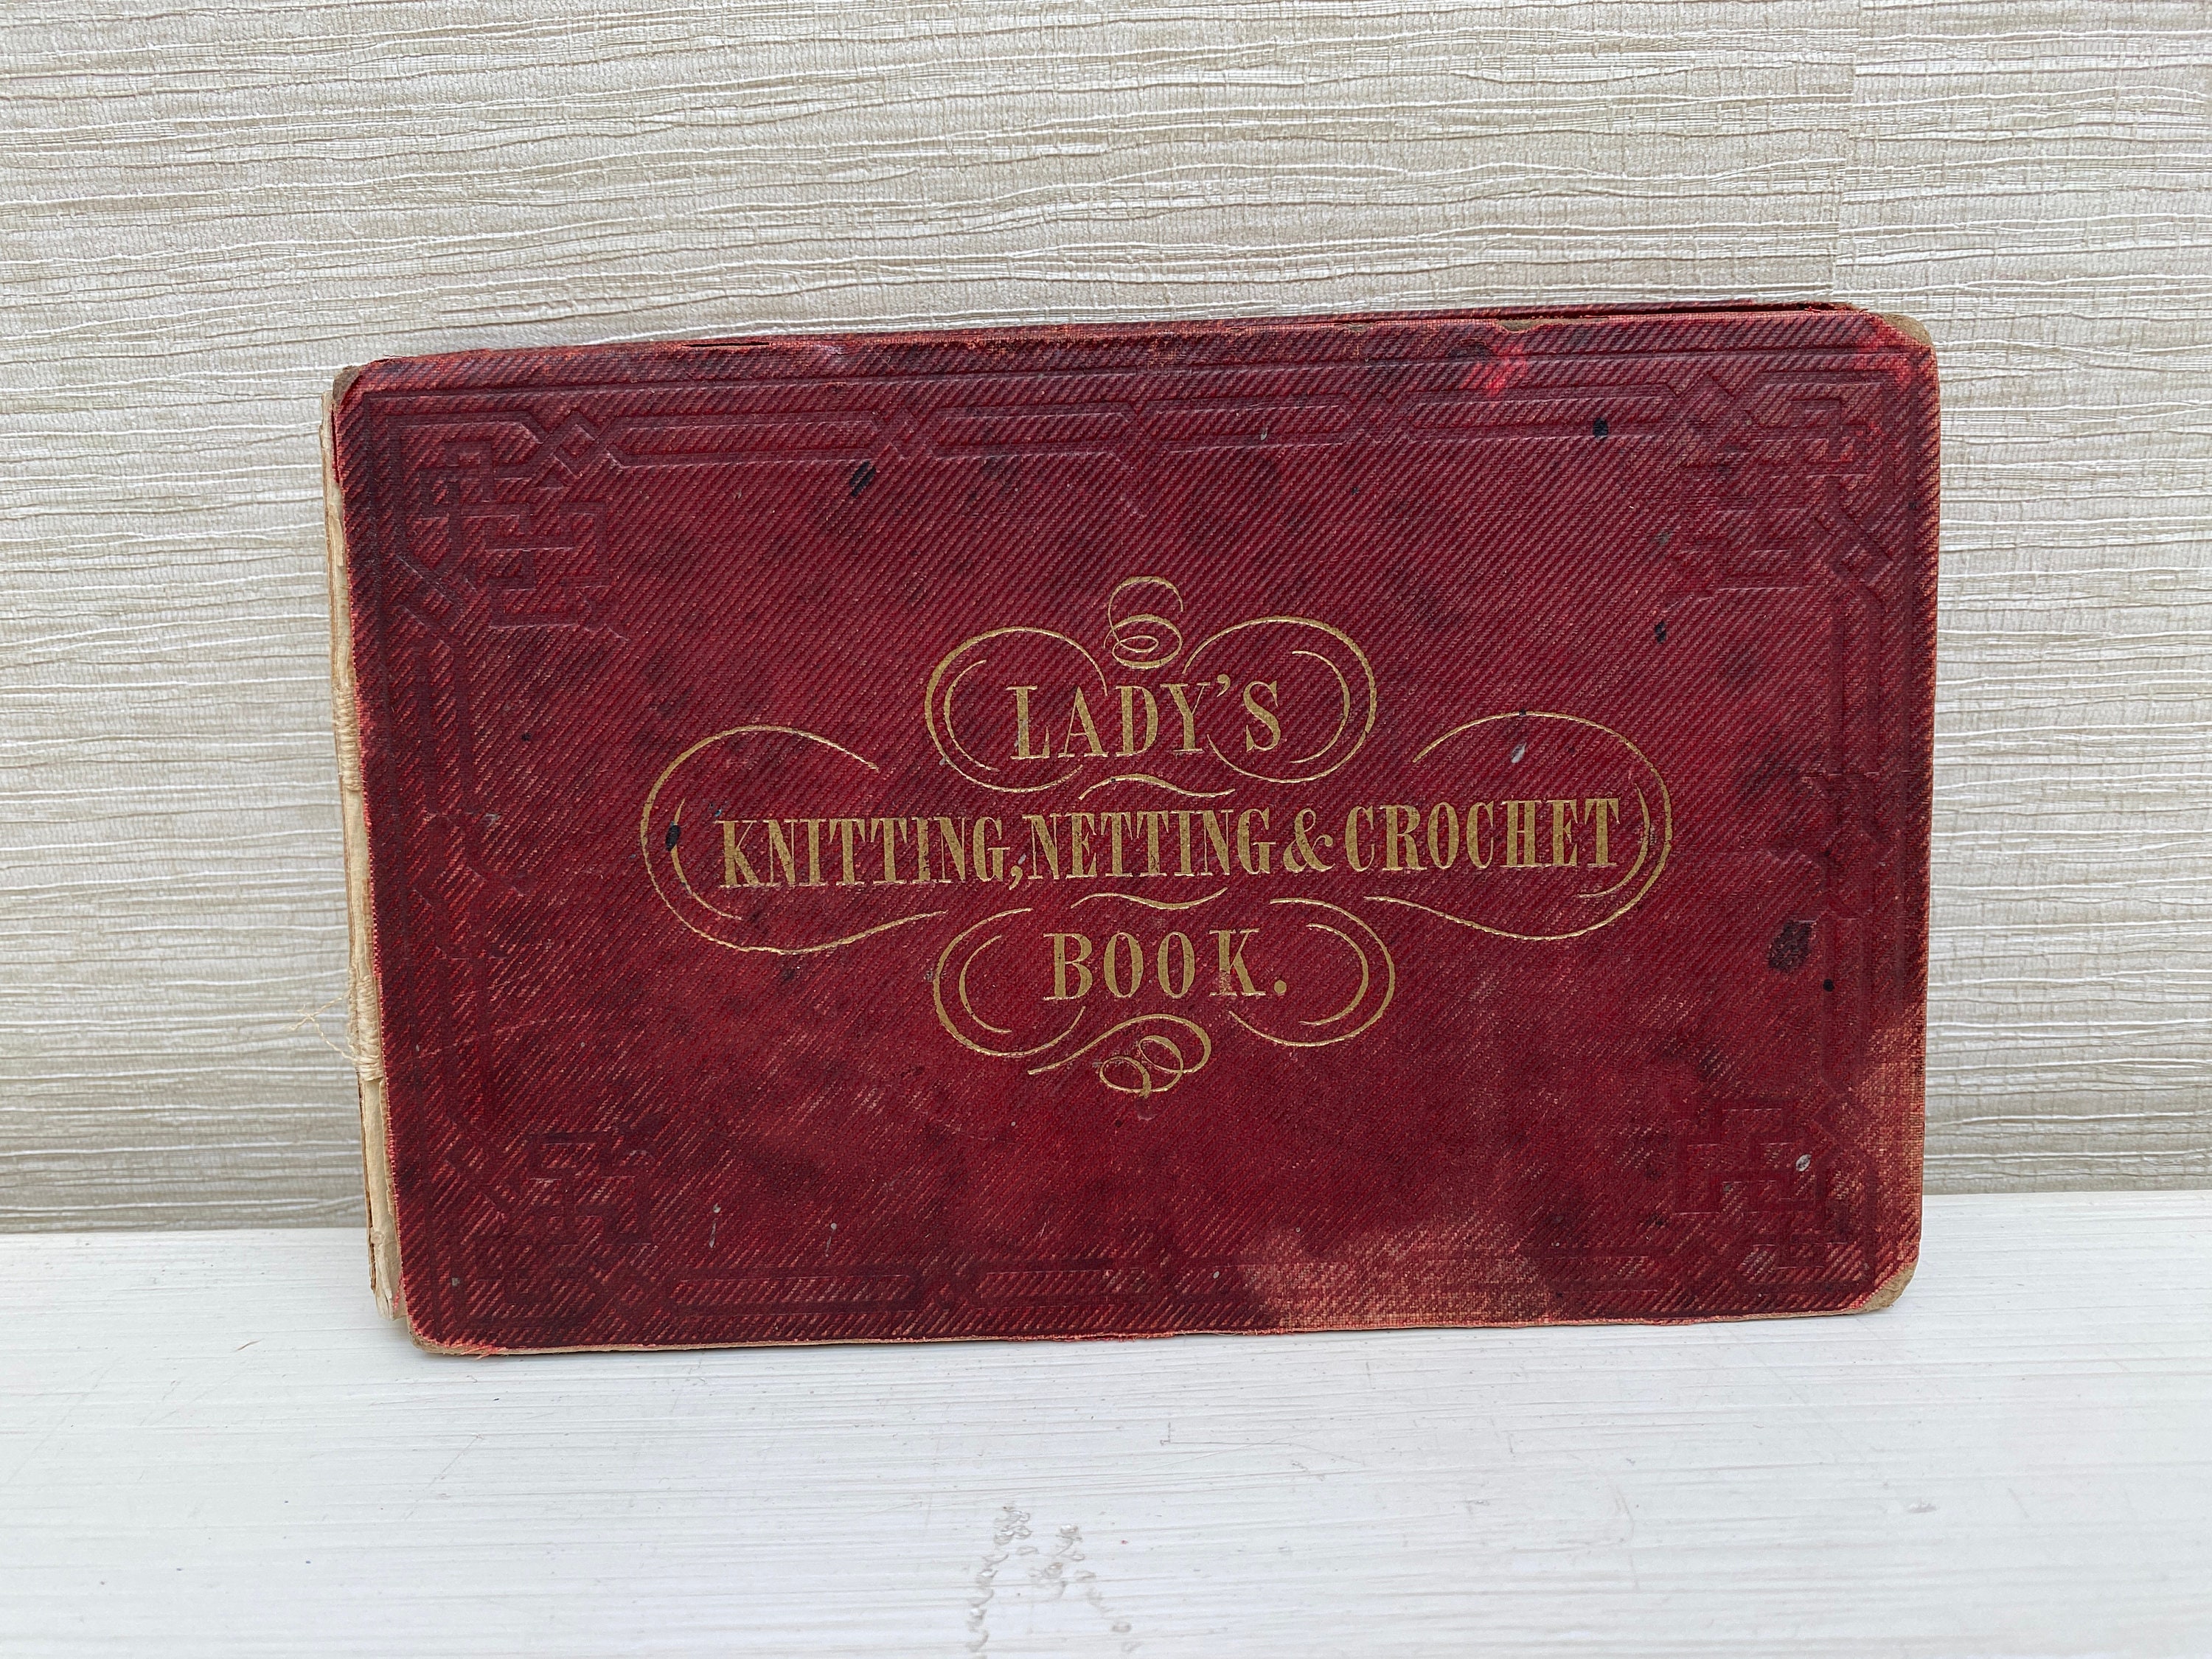 LADY'S
KNITTING, NETTING & CROCHET
BOOK.